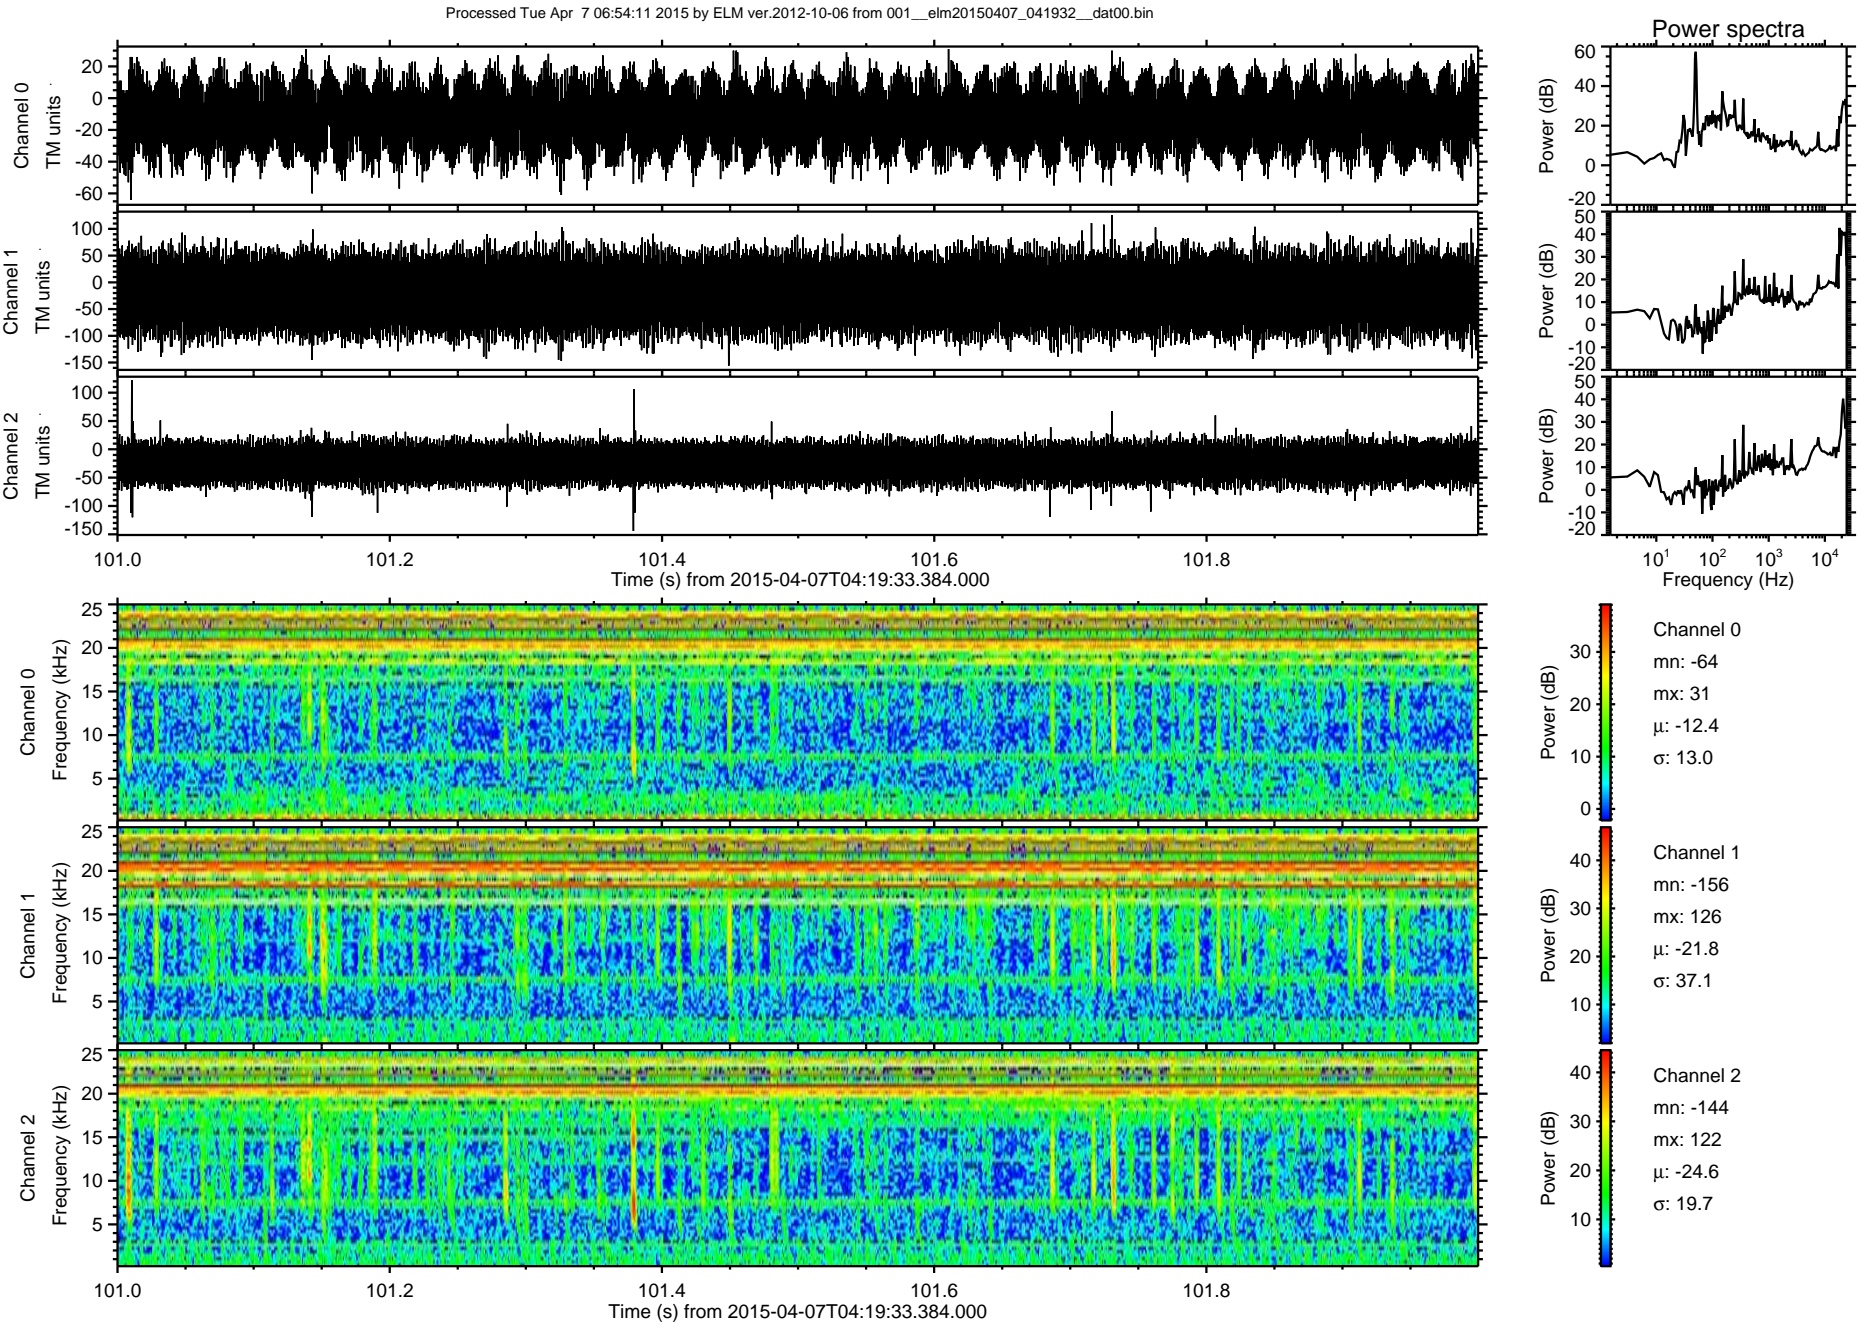 Processed Tue Apr  7 06:54:11 2015 by ELM ver.2012-10-06 from 001__elm20150407_041932__dat00.bin
Power spectra
Channel 0
TM units
20
0
-20
-40
-60
Power (dB)
60
40
20
0
-20
Channel 1
TM units
100
50
0
-50
-100
-150
Power (dB)
50
40
30
20
10
0
-10
-20
Channel 2
TM units
100
50
0
-50
-100
-150
Power (dB)
50
40
30
20
10
0
-10
-20
101.0 101.2 101.4 101.6 101.8
Time (s) from 2015-04-07T04:19:33.384.000
10¹ 10² 10³ 10⁴
Frequency (Hz)
Channel 0
Frequency (kHz)
25
20
15
10
5
Power (dB)
30
20
10
0
Channel 0
mn: -64
mx: 31
μ: -12.4
σ: 13.0
Channel 1
Frequency (kHz)
25
20
15
10
5
Power (dB)
40
30
20
10
Channel 1
mn: -156
mx: 126
μ: -21.8
σ: 37.1
Channel 2
Frequency (kHz)
25
20
15
10
5
Power (dB)
40
30
20
10
Channel 2
mn: -144
mx: 122
μ: -24.6
σ: 19.7
101.0 101.2 101.4 101.6 101.8
Time (s) from 2015-04-07T04:19:33.384.000